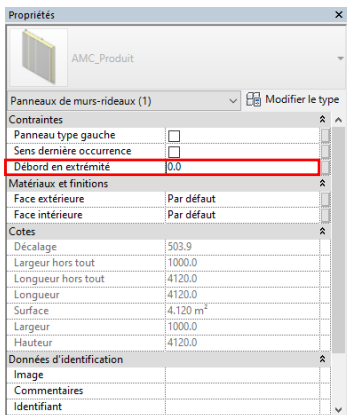 Propriétés
AMC_Produit
Panneaux de murs-rideaux (1) Modifier le type
Contraintes
Panneau type gauche
Sens dernière occurrence
Débord en extrémité 0.0
Matériaux et finitions
Face extérieure Par défaut
Face intérieure Par défaut
Cotes
Décalage 503.9
Largeur hors tout 1000.0
Longueur hors tout 4120.0
Longueur 4120.0
Surface 4.120 m²
Largeur 1000.0
Hauteur 4120.0
Données d'identification
Image
Commentaires
Identifiant